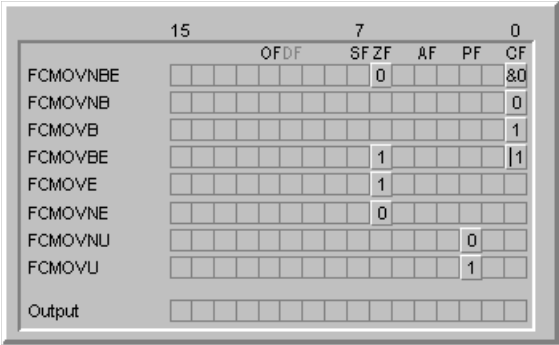 15 7 0
OF DF SF ZF AF PF CF
FCMOVNBE 0 &0
FCMOVNB 0
FCMOVB 1
FCMOVBE 1 |1
FCMOVE 1
FCMOVNE 0
FCMOVNU 0
FCMOVU 1
Output